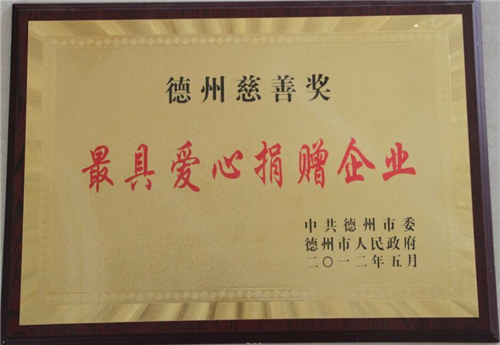 德州慈善奖
最具爱心捐赠企业
中共德州市委
德州市人民政府
二〇一二年五月